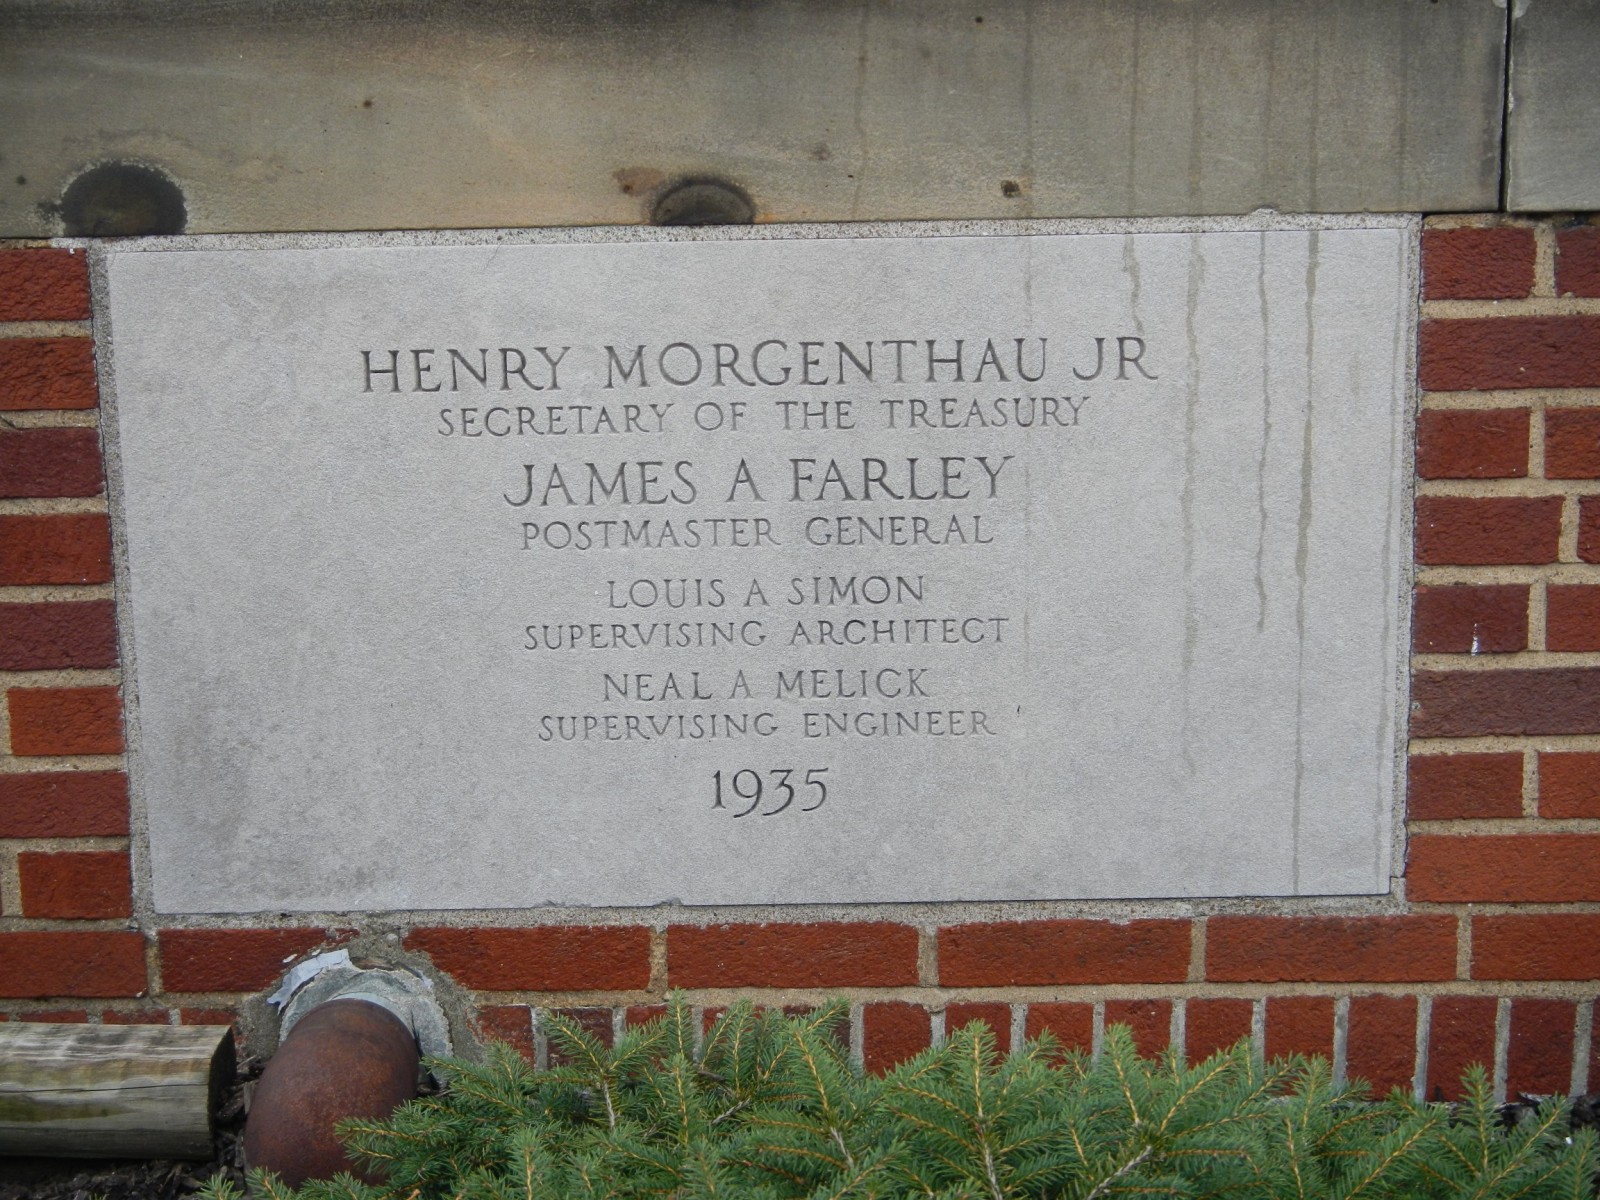 HENRY MORGENTHAU JR
SECRETARY OF THE TREASURY
JAMES A FARLEY
POSTMASTER GENERAL
LOUIS A SIMON
SUPERVISING ARCHITECT
NEAL A MELICK
SUPERVISING ENGINEER
1935